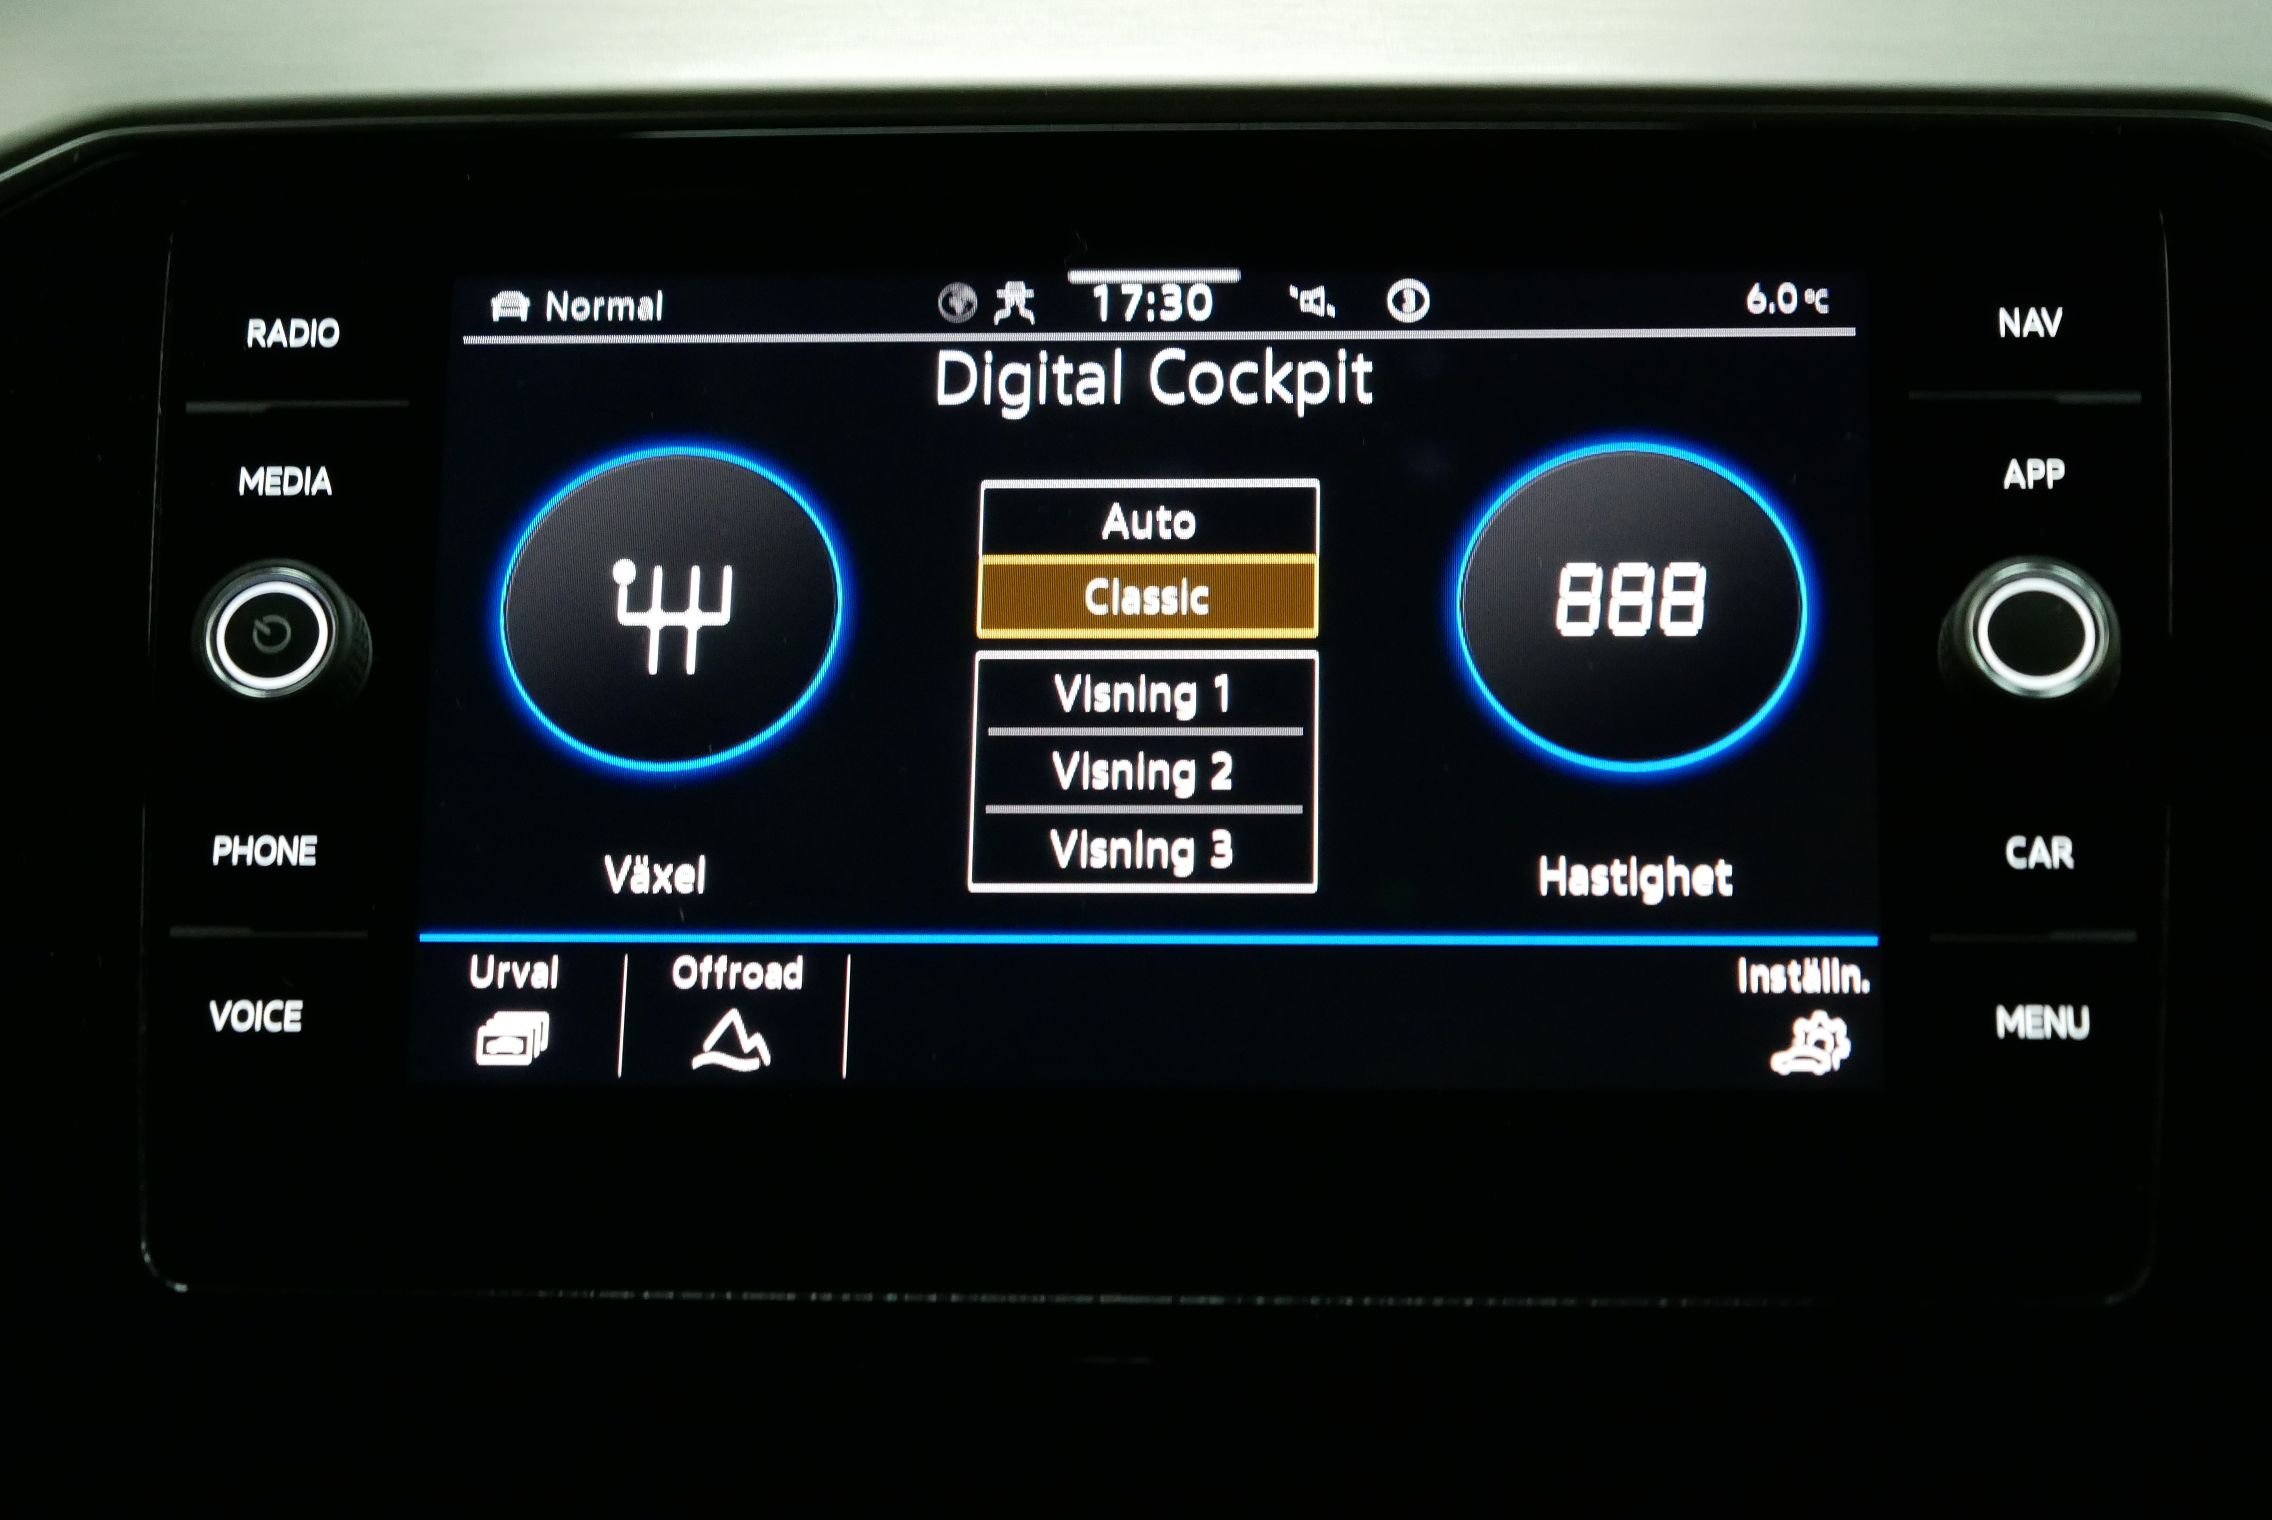 Normal 17:30 6.0 °C
Digital Cockpit
RADIO
MEDIA
PHONE
VOICE
Auto
Classic
Visning 1
Visning 2
Visning 3
888
Växel
Hastighet
Urval
Offroad
Inställn.
NAV
APP
CAR
MENU